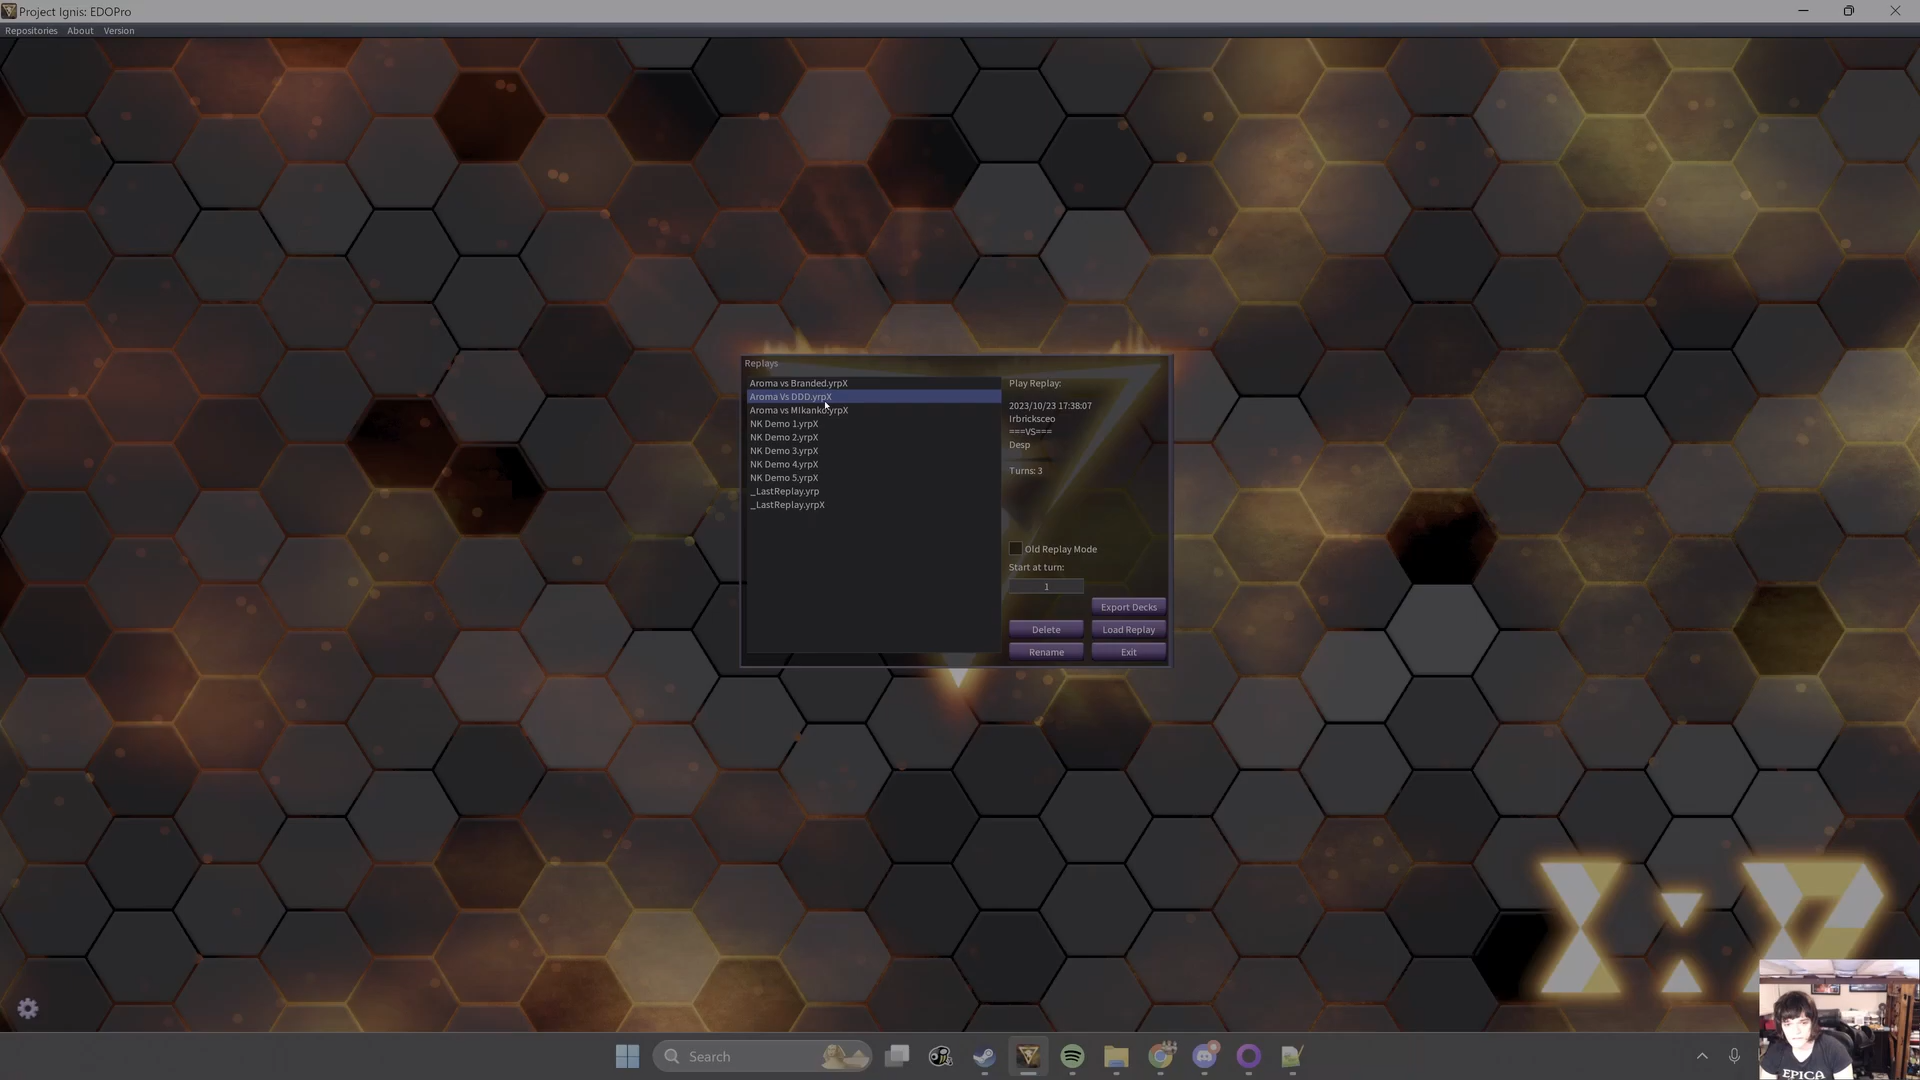 Project Ignis: EDOPro
Repositories About Version
Replays
Aroma vs Branded.yrpX
Aroma Vs DDD.yrpX
Aroma vs MIkanko.yrpX
NK Demo 1.yrpX
NK Demo 2.yrpX
NK Demo 3.yrpX
NK Demo 4.yrpX
NK Demo 5.yrpX
_LastReplay.yrp
_LastReplay.yrpX
Play Replay:
2023/10/23 17:38:07
Irbricksceo
===VS===
Desp
Turns: 3
Old Replay Mode
Start at turn:
1
Export Decks
Delete
Load Replay
Rename
Exit
Search
EPICA